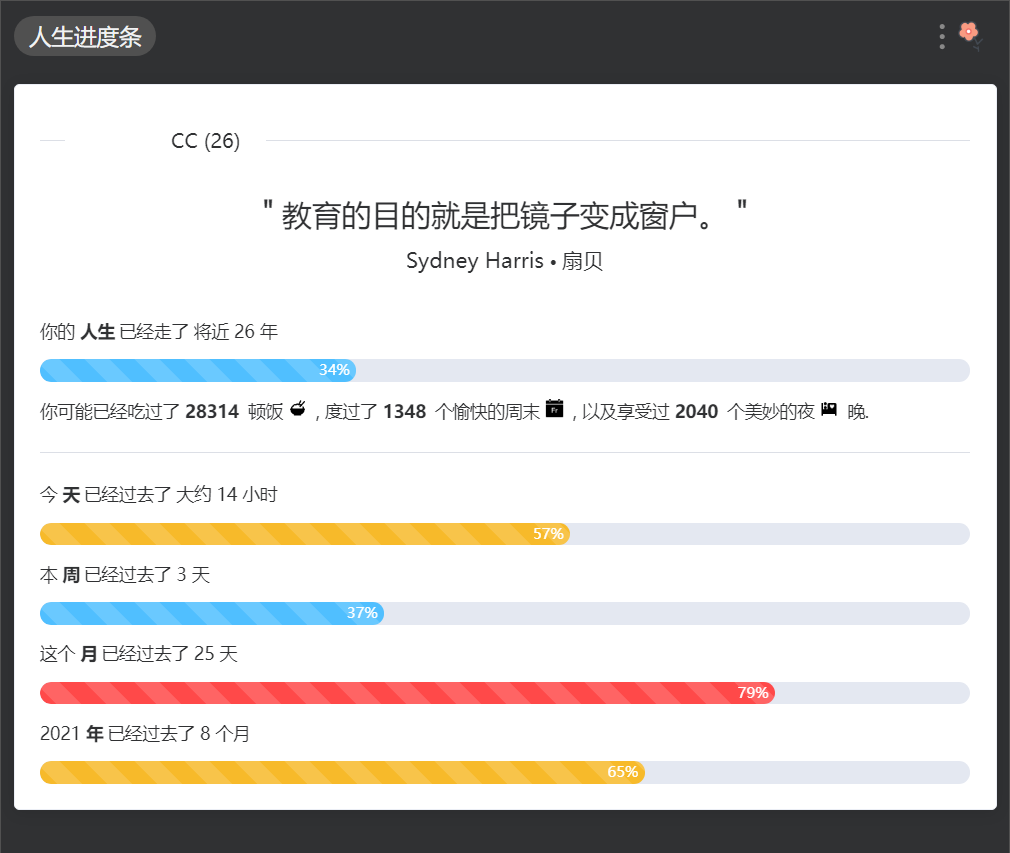 人生进度条
CC (26)
" 教育的目的就是把镜子变成窗户。 "
Sydney Harris • 扇贝
你的 人生 已经走了 将近 26 年
34%
你可能已经吃过了 28314 顿饭 , 度过了 1348 个愉快的周末 Fr , 以及享受过 2040 个美妙的夜 晚.
今 天 已经过去了 大约 14 小时
57%
本 周 已经过去了 3 天
37%
这个 月 已经过去了 25 天
79%
2021 年 已经过去了 8 个月
65%